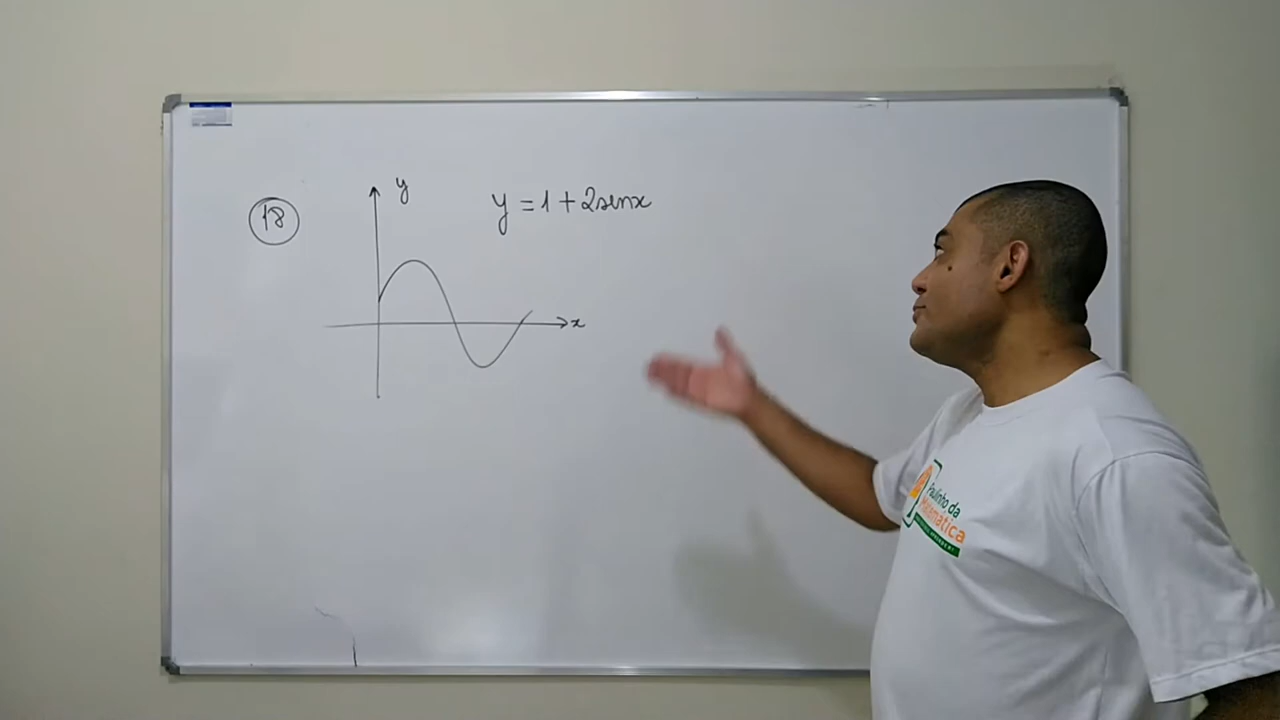 18
y
y = 1 + 2senx
x
Paulinho da
Matemática